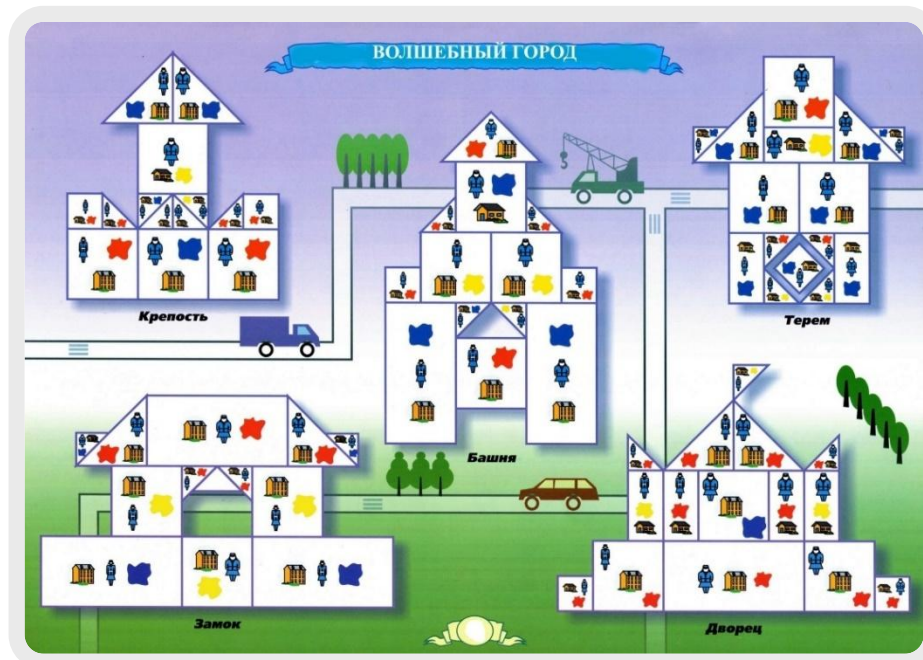 ВОЛШЕБНЫЙ ГОРОД
Крепость
Башня
Терем
Замок
Дворец